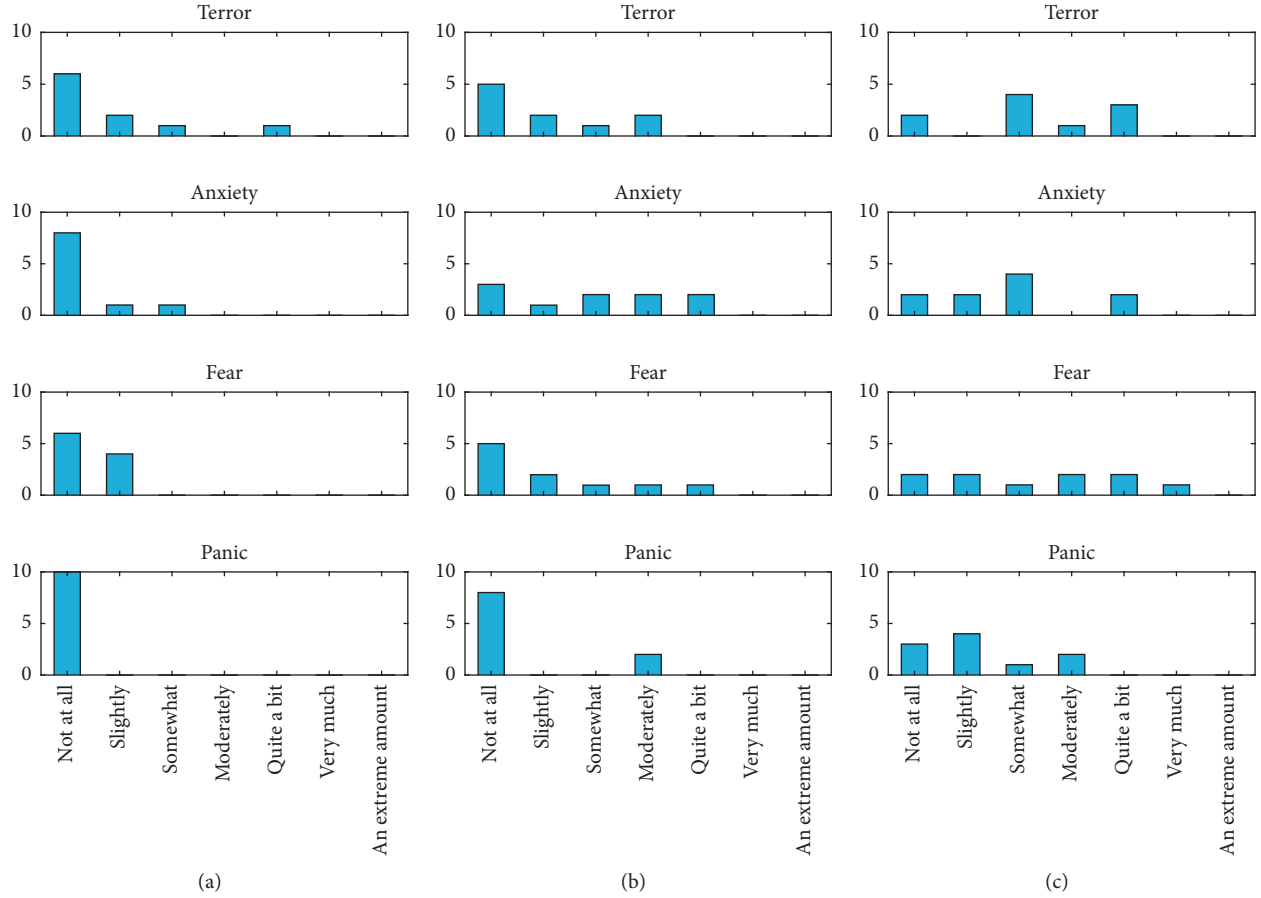 Terror
10
5
0
Anxiety
10
5
0
Fear
10
5
0
Panic
10
5
0
Not at all
Slightly
Somewhat
Moderately
Quite a bit
Very much
An extreme amount
(a)
Terror
10
5
0
Anxiety
10
5
0
Fear
10
5
0
Panic
10
5
0
Not at all
Slightly
Somewhat
Moderately
Quite a bit
Very much
An extreme amount
(b)
Terror
10
5
0
Anxiety
10
5
0
Fear
10
5
0
Panic
10
5
0
Not at all
Slightly
Somewhat
Moderately
Quite a bit
Very much
An extreme amount
(c)